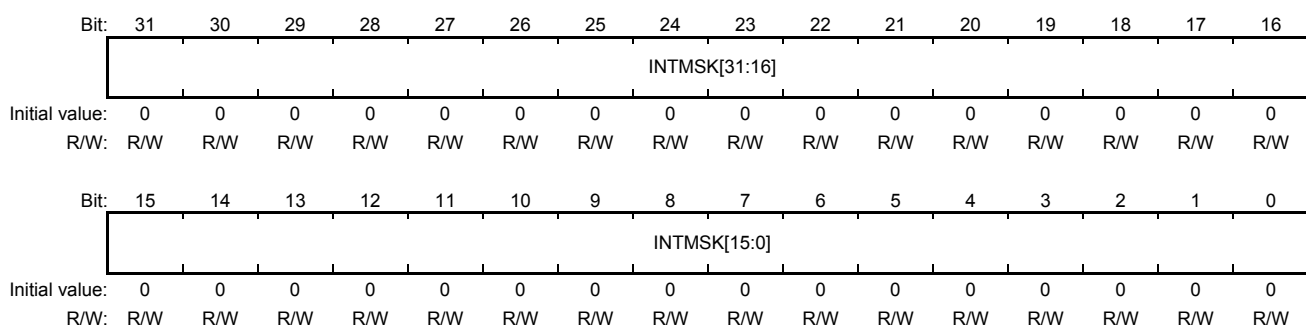 Bit: 31 30 29 28 27 26 25 24 23 22 21 20 19 18 17 16
INTMSK[31:16]
Initial value: 0 0 0 0 0 0 0 0 0 0 0 0 0 0 0 0
R/W: R/W R/W R/W R/W R/W R/W R/W R/W R/W R/W R/W R/W R/W R/W R/W R/W
Bit: 15 14 13 12 11 10 9 8 7 6 5 4 3 2 1 0
INTMSK[15:0]
Initial value: 0 0 0 0 0 0 0 0 0 0 0 0 0 0 0 0
R/W: R/W R/W R/W R/W R/W R/W R/W R/W R/W R/W R/W R/W R/W R/W R/W R/W